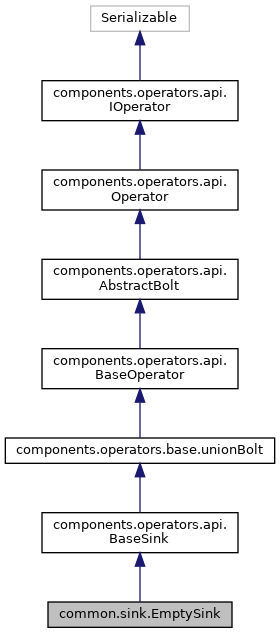 Serializable
components.operators.api.
IOperator
components.operators.api.
Operator
components.operators.api.
AbstractBolt
components.operators.api.
BaseOperator
components.operators.base.unionBolt
components.operators.api.
BaseSink
common.sink.EmptySink